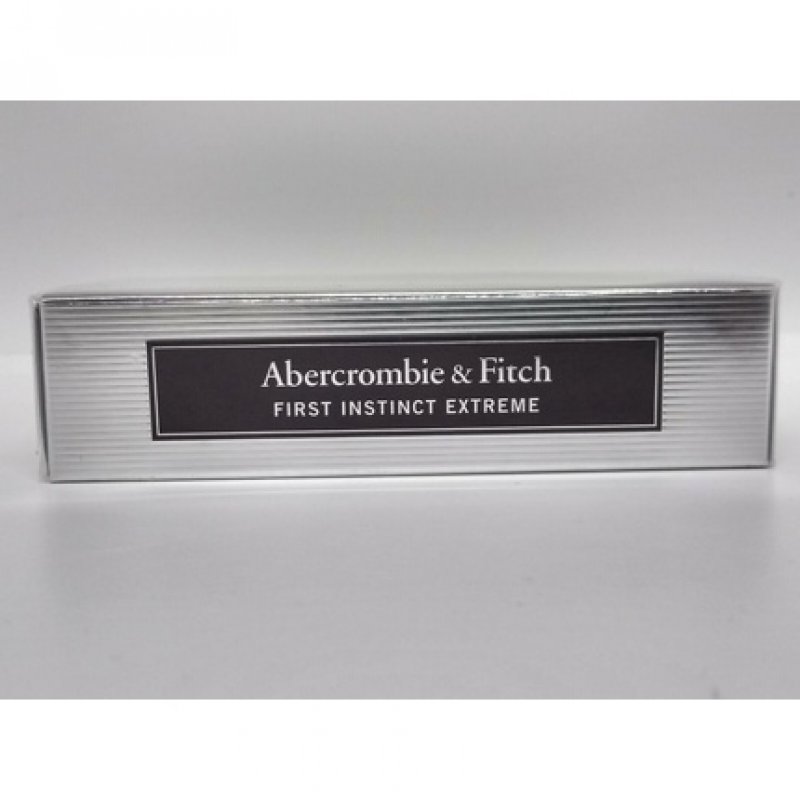 Abercrombie & Fitch
FIRST INSTINCT EXTREME